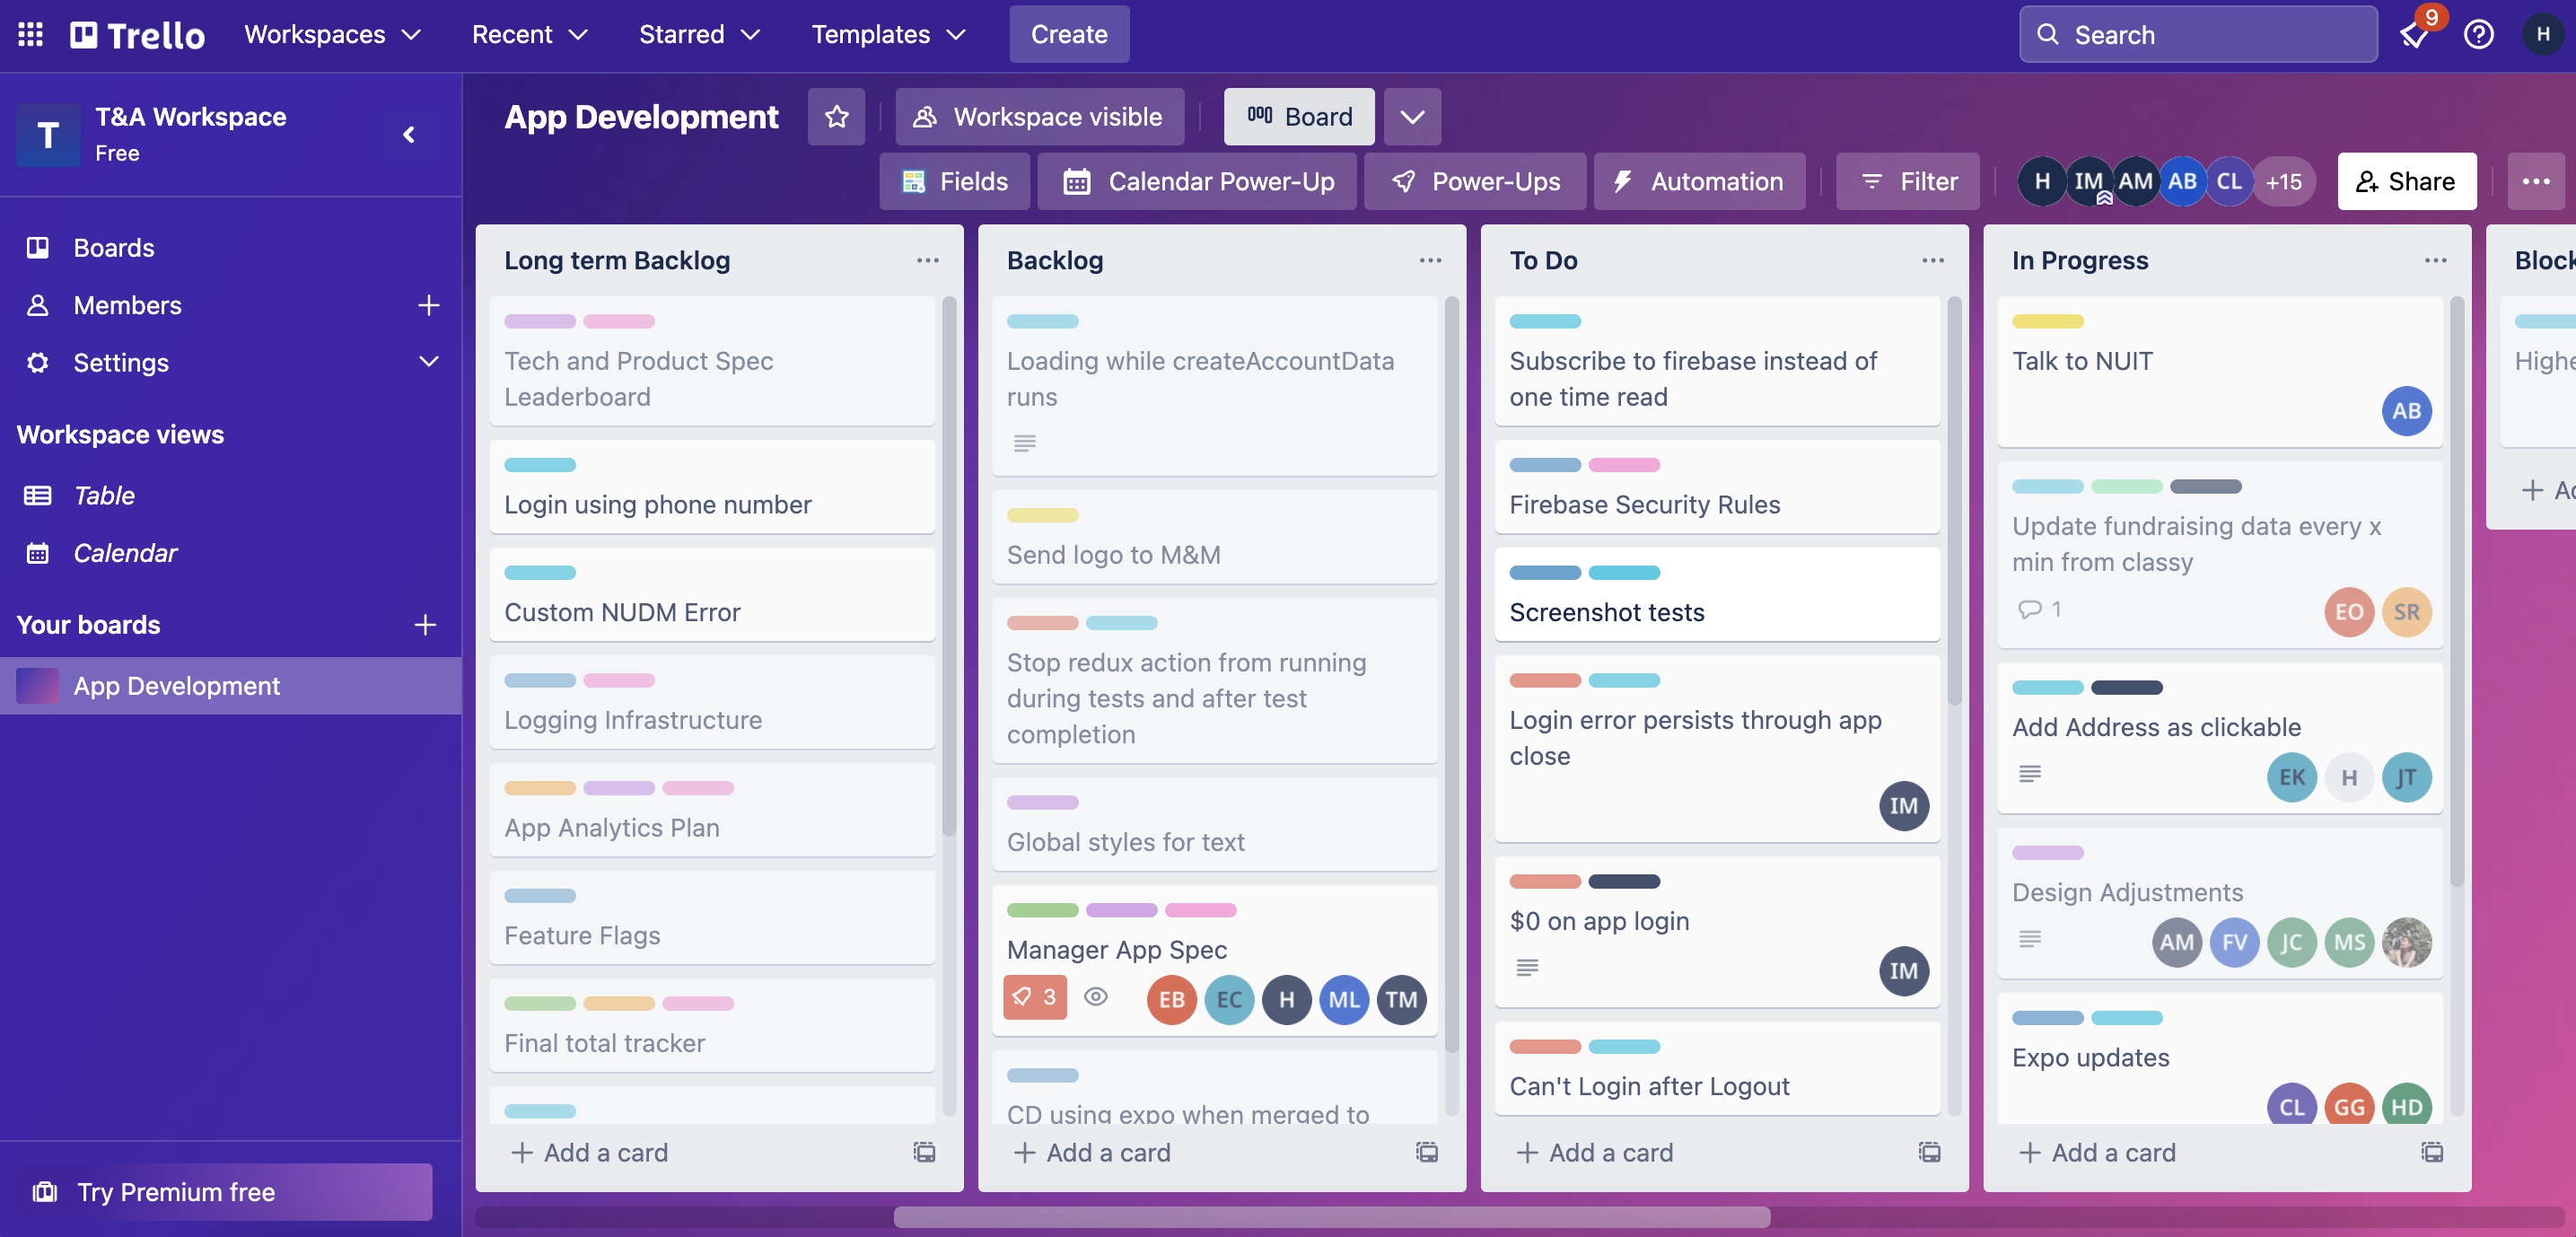 Trello
Workspaces
Recent
Starred
Templates
Create
Search
9
H
T
T&A Workspace
Free
Boards
Members
Settings
Workspace views
Table
Calendar
Your boards
App Development
Try Premium free
App Development
Workspace visible
Board
Fields
Calendar Power-Up
Power-Ups
Automation
Filter
H
IM
AM
AB
CL
+15
Share
Long term Backlog
Tech and Product Spec
Leaderboard
Login using phone number
Custom NUDM Error
Logging Infrastructure
App Analytics Plan
Feature Flags
Final total tracker
Add a card
Backlog
Loading while createAccountData
runs
Send logo to M&M
Stop redux action from running
during tests and after test
completion
Global styles for text
Manager App Spec
3
EB
EC
H
ML
TM
CD using expo when merged to
Add a card
To Do
Subscribe to firebase instead of
one time read
Firebase Security Rules
Screenshot tests
Login error persists through app
close
IM
$0 on app login
IM
Can't Login after Logout
Add a card
In Progress
Talk to NUIT
AB
Update fundraising data every x
min from classy
1
EO
SR
Add Address as clickable
EK
H
JT
Design Adjustments
AM
FV
JC
MS
Expo updates
CL
GG
HD
Add a card
Block
Highe